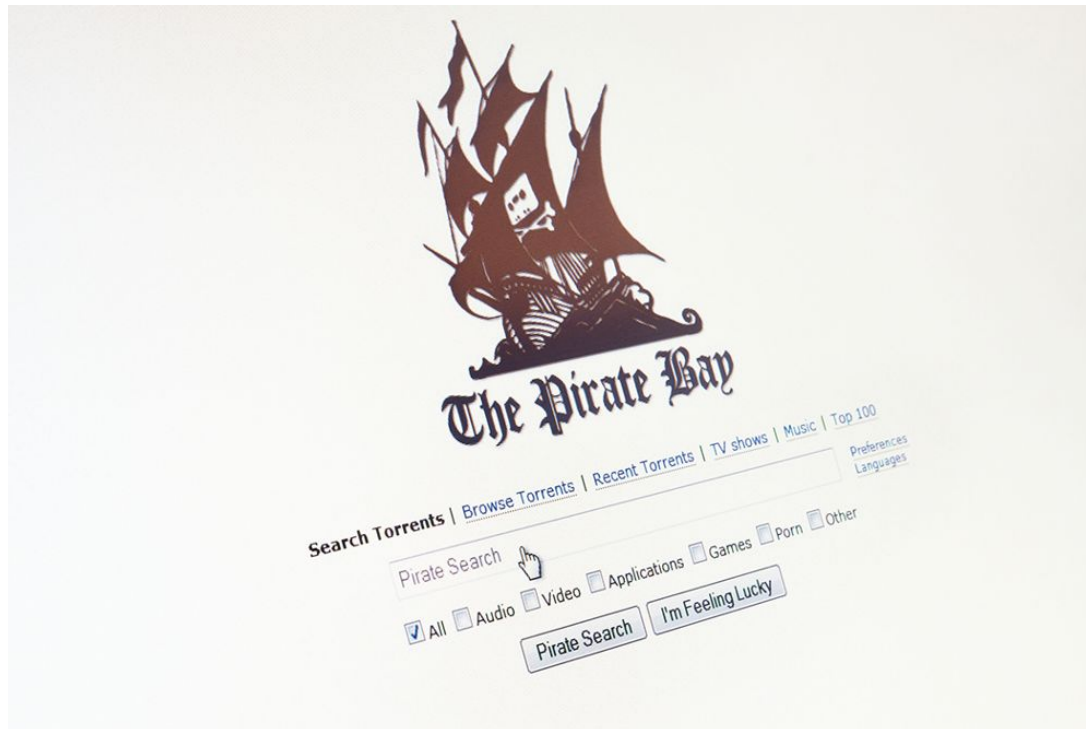 The Pirate Bay
Search Torrents | Browse Torrents | Recent Torrents | TV shows | Music | Top 100
Pirate Search
Preferences
Languages
All Audio Video Applications Games Porn Other
Pirate Search I'm Feeling Lucky